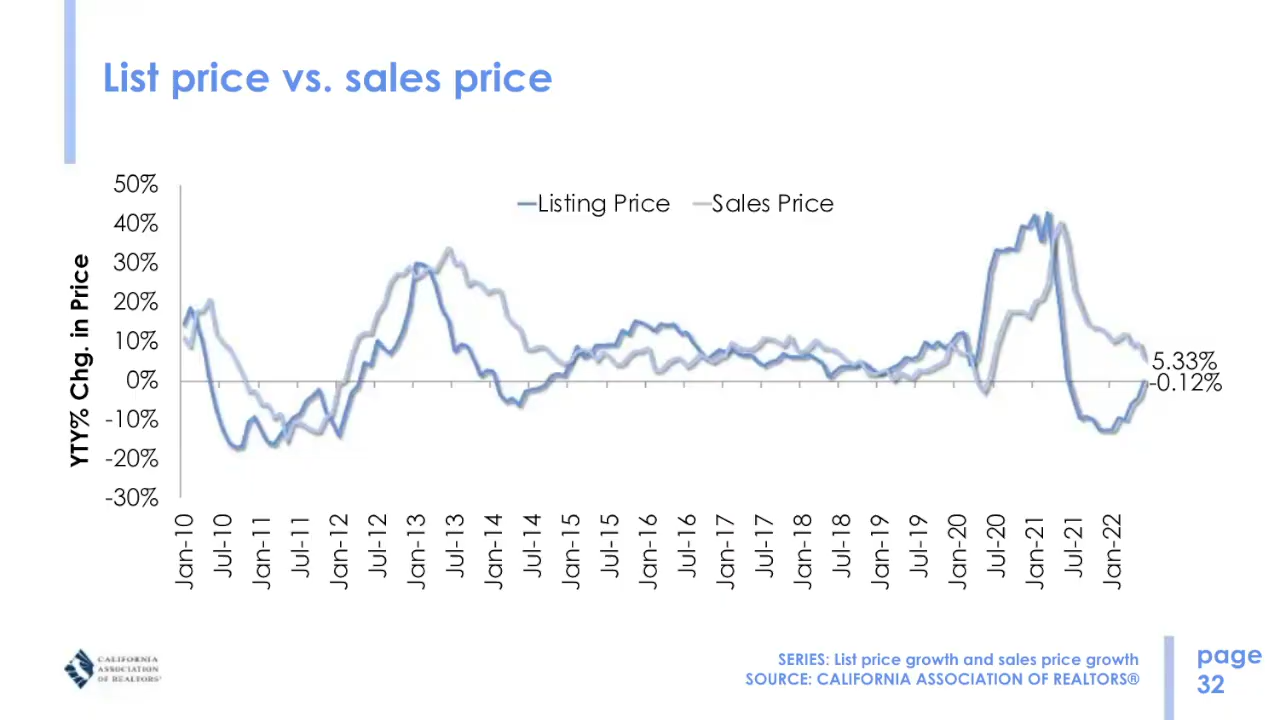 List price vs. sales price
50%
40%
30%
20%
10%
0%
-10%
-20%
-30%
YTY% Chg. in Price
Listing Price
Sales Price
5.33%
-0.12%
Jan-10
Jul-10
Jan-11
Jul-11
Jan-12
Jul-12
Jan-13
Jul-13
Jan-14
Jul-14
Jan-15
Jul-15
Jan-16
Jul-16
Jan-17
Jul-17
Jan-18
Jul-18
Jan-19
Jul-19
Jan-20
Jul-20
Jan-21
Jul-21
Jan-22
CALIFORNIA
ASSOCIATION
OF REALTORS®
SERIES: List price growth and sales price growth
SOURCE: CALIFORNIA ASSOCIATION OF REALTORS®
page
32